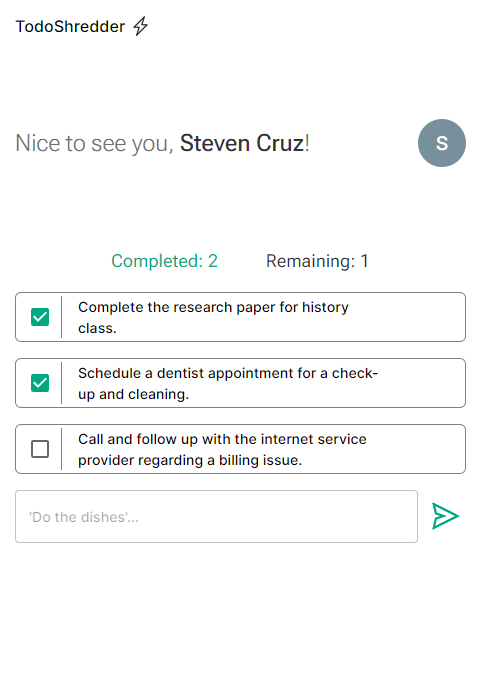 TodoShredder
Nice to see you, Steven Cruz!
S
Completed: 2
Remaining: 1
Complete the research paper for history
class.
Schedule a dentist appointment for a check-
up and cleaning.
Call and follow up with the internet service
provider regarding a billing issue.
'Do the dishes'...